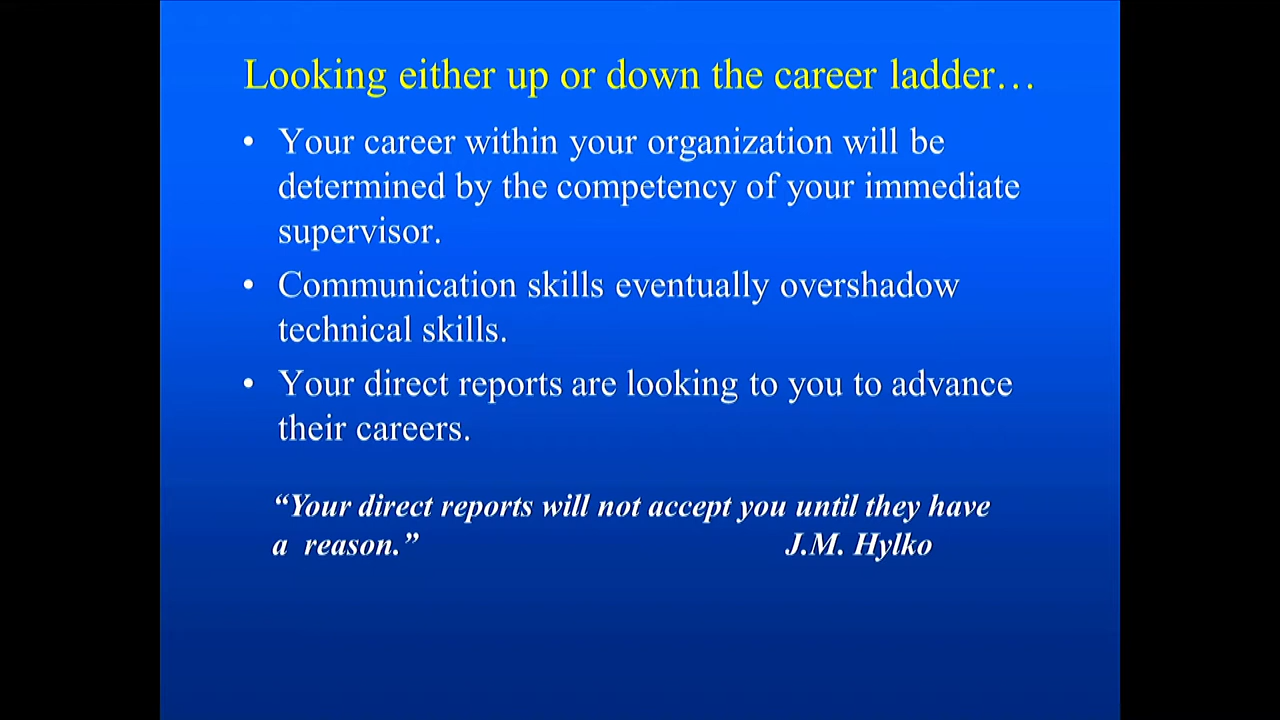 Looking either up or down the career ladder…
• Your career within your organization will be
determined by the competency of your immediate
supervisor.
• Communication skills eventually overshadow
technical skills.
• Your direct reports are looking to you to advance
their careers.
“Your direct reports will not accept you until they have
a reason.” J.M. Hylko